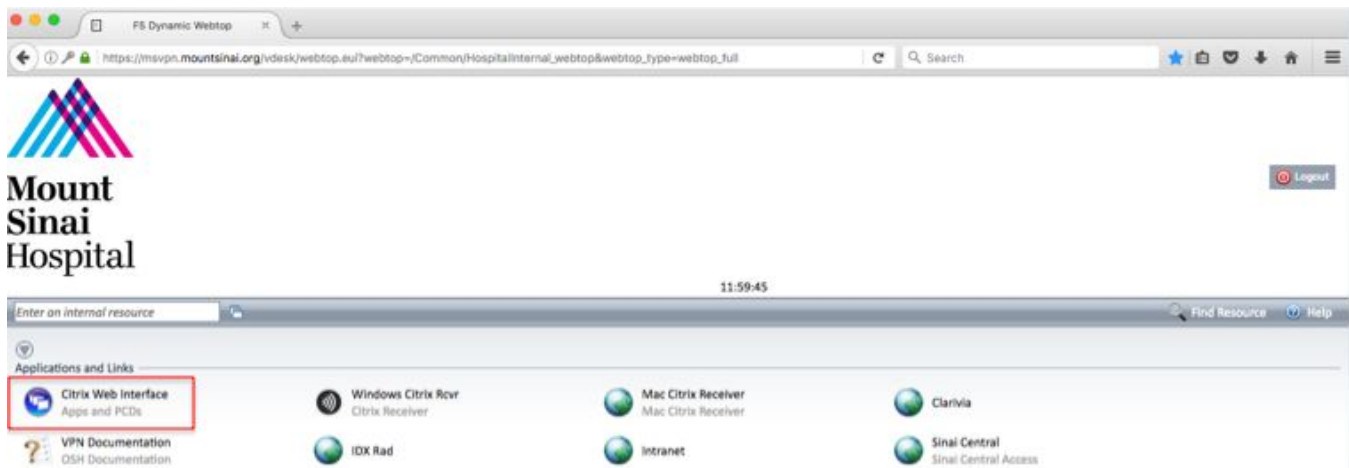 F5 Dynamic Webtop
https://msvpn.mountsinai.org/vdesk/webtop.eui?webtop=/Common/HospitalInternal_webtop&webtop_type=webtop_full
Search
Mount
Sinai
Hospital
Logout
11:59:45
Enter an internal resource
Find Resource
Help
Applications and Links
Citrix Web Interface
Apps and PCDs
Windows Citrix Rcvr
Citrix Receiver
Mac Citrix Receiver
Mac Citrix Receiver
Clarivia
VPN Documentation
OSH Documentation
IDX Rad
Intranet
Sinai Central
Sinai Central Access